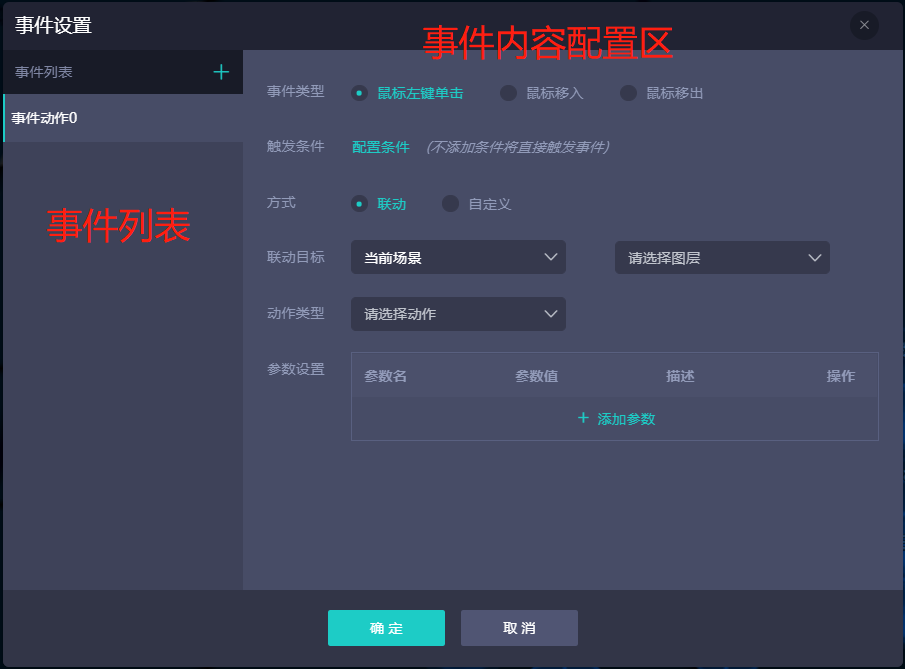 事件设置
事件内容配置区
事件列表
事件动作0
事件列表
事件类型 鼠标左键单击 鼠标移入 鼠标移出
触发条件 配置条件 (不添加条件将直接触发事件)
方式 联动 自定义
联动目标 当前场景 请选择图层
动作类型 请选择动作
参数设置 参数名 参数值 描述 操作
+ 添加参数
确定 取消